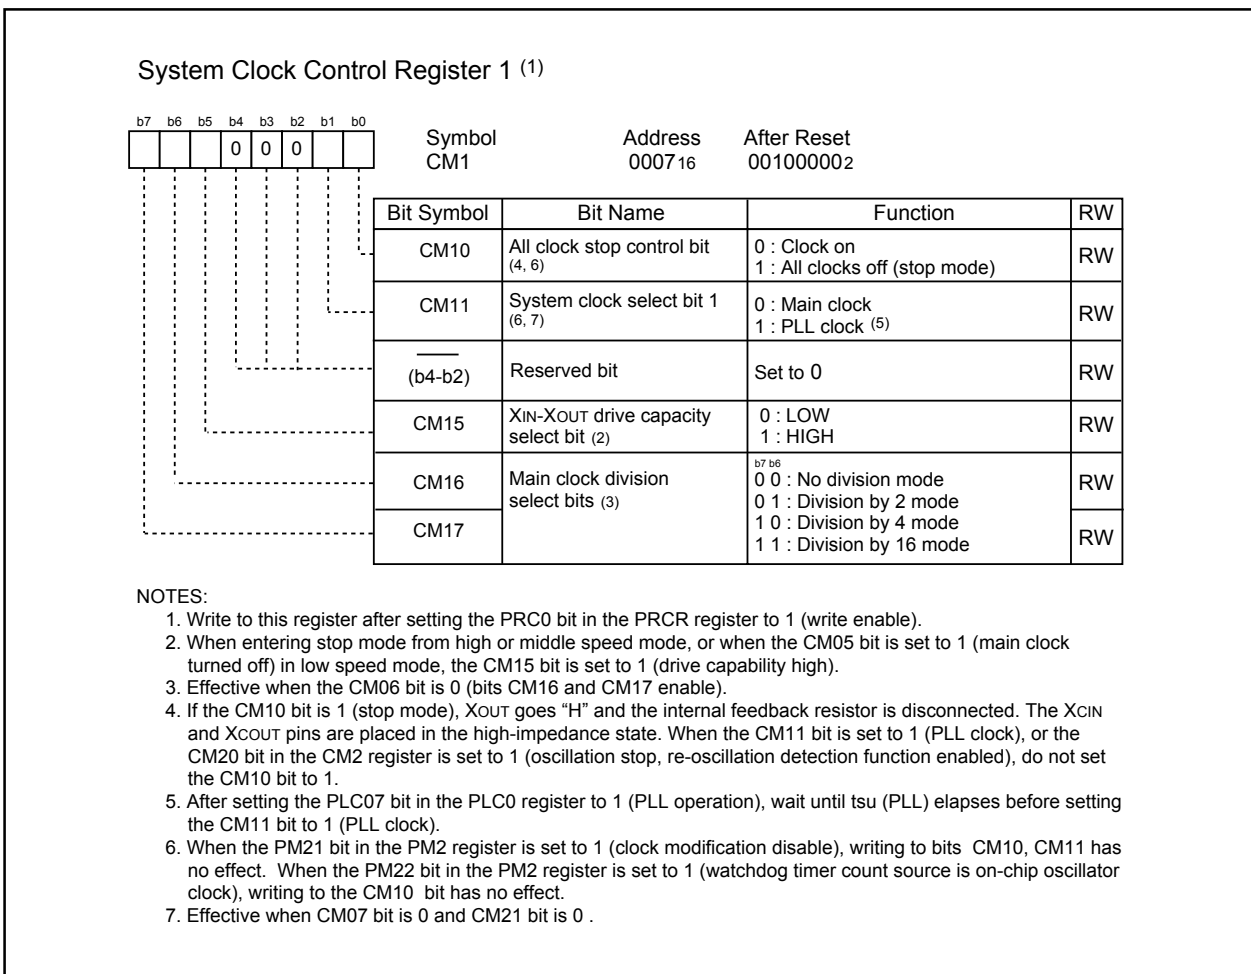 System Clock Control Register 1 (1)
b7 b6 b5 b4 b3 b2 b1 b0
0 0 0
Symbol Address After Reset
CM1 000716 001000002
Bit Symbol Bit Name Function RW
CM10 All clock stop control bit (4, 6) 0 : Clock on RW
1 : All clocks off (stop mode)
CM11 System clock select bit 1 (6, 7) 0 : Main clock RW
1 : PLL clock (5)
(b4-b2) Reserved bit Set to 0 RW
CM15 XIN-XOUT drive capacity 0 : LOW RW
select bit (2) 1 : HIGH
b7 b6
CM16 Main clock division 0 0 : No division mode RW
select bits (3) 0 1 : Division by 2 mode
CM17 1 0 : Division by 4 mode RW
1 1 : Division by 16 mode
NOTES:
1. Write to this register after setting the PRC0 bit in the PRCR register to 1 (write enable).
2. When entering stop mode from high or middle speed mode, or when the CM05 bit is set to 1 (main clock
turned off) in low speed mode, the CM15 bit is set to 1 (drive capability high).
3. Effective when the CM06 bit is 0 (bits CM16 and CM17 enable).
4. If the CM10 bit is 1 (stop mode), XOUT goes “H” and the internal feedback resistor is disconnected. The XCIN
and XCOUT pins are placed in the high-impedance state. When the CM11 bit is set to 1 (PLL clock), or the
CM20 bit in the CM2 register is set to 1 (oscillation stop, re-oscillation detection function enabled), do not set
the CM10 bit to 1.
5. After setting the PLC07 bit in the PLC0 register to 1 (PLL operation), wait until tsu (PLL) elapses before setting
the CM11 bit to 1 (PLL clock).
6. When the PM21 bit in the PM2 register is set to 1 (clock modification disable), writing to bits CM10, CM11 has
no effect. When the PM22 bit in the PM2 register is set to 1 (watchdog timer count source is on-chip oscillator
clock), writing to the CM10 bit has no effect.
7. Effective when CM07 bit is 0 and CM21 bit is 0 .